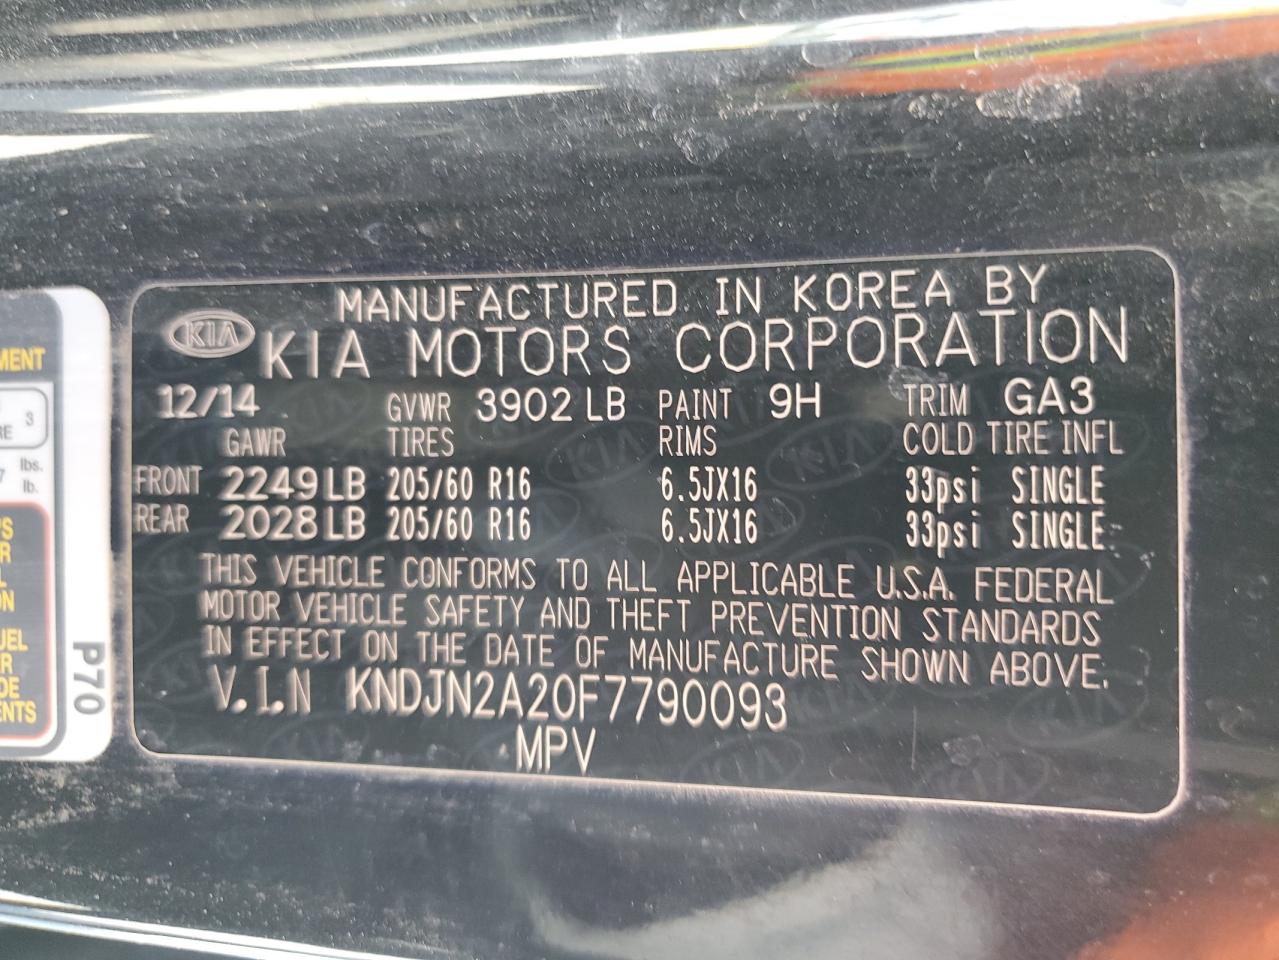 MANUFACTURED IN KOREA BY
KIA KIA MOTORS CORPORATION
12/14 GVWR 3902 LB PAINT 9H TRIM GA3
GAWR TIRES RIMS COLD TIRE INFL
FRONT 2249 LB 205/60 R16 6.5JX16 33psi SINGLE
REAR 2028 LB 205/60 R16 6.5JX16 33psi SINGLE
THIS VEHICLE CONFORMS TO ALL APPLICABLE U.S.A. FEDERAL
MOTOR VEHICLE SAFETY AND THEFT PREVENTION STANDARDS
IN EFFECT ON THE DATE OF MANUFACTURE SHOWN ABOVE.
V.I.N KNDJN2A20F7790093
MPV
3
lbs.
lb.
P70